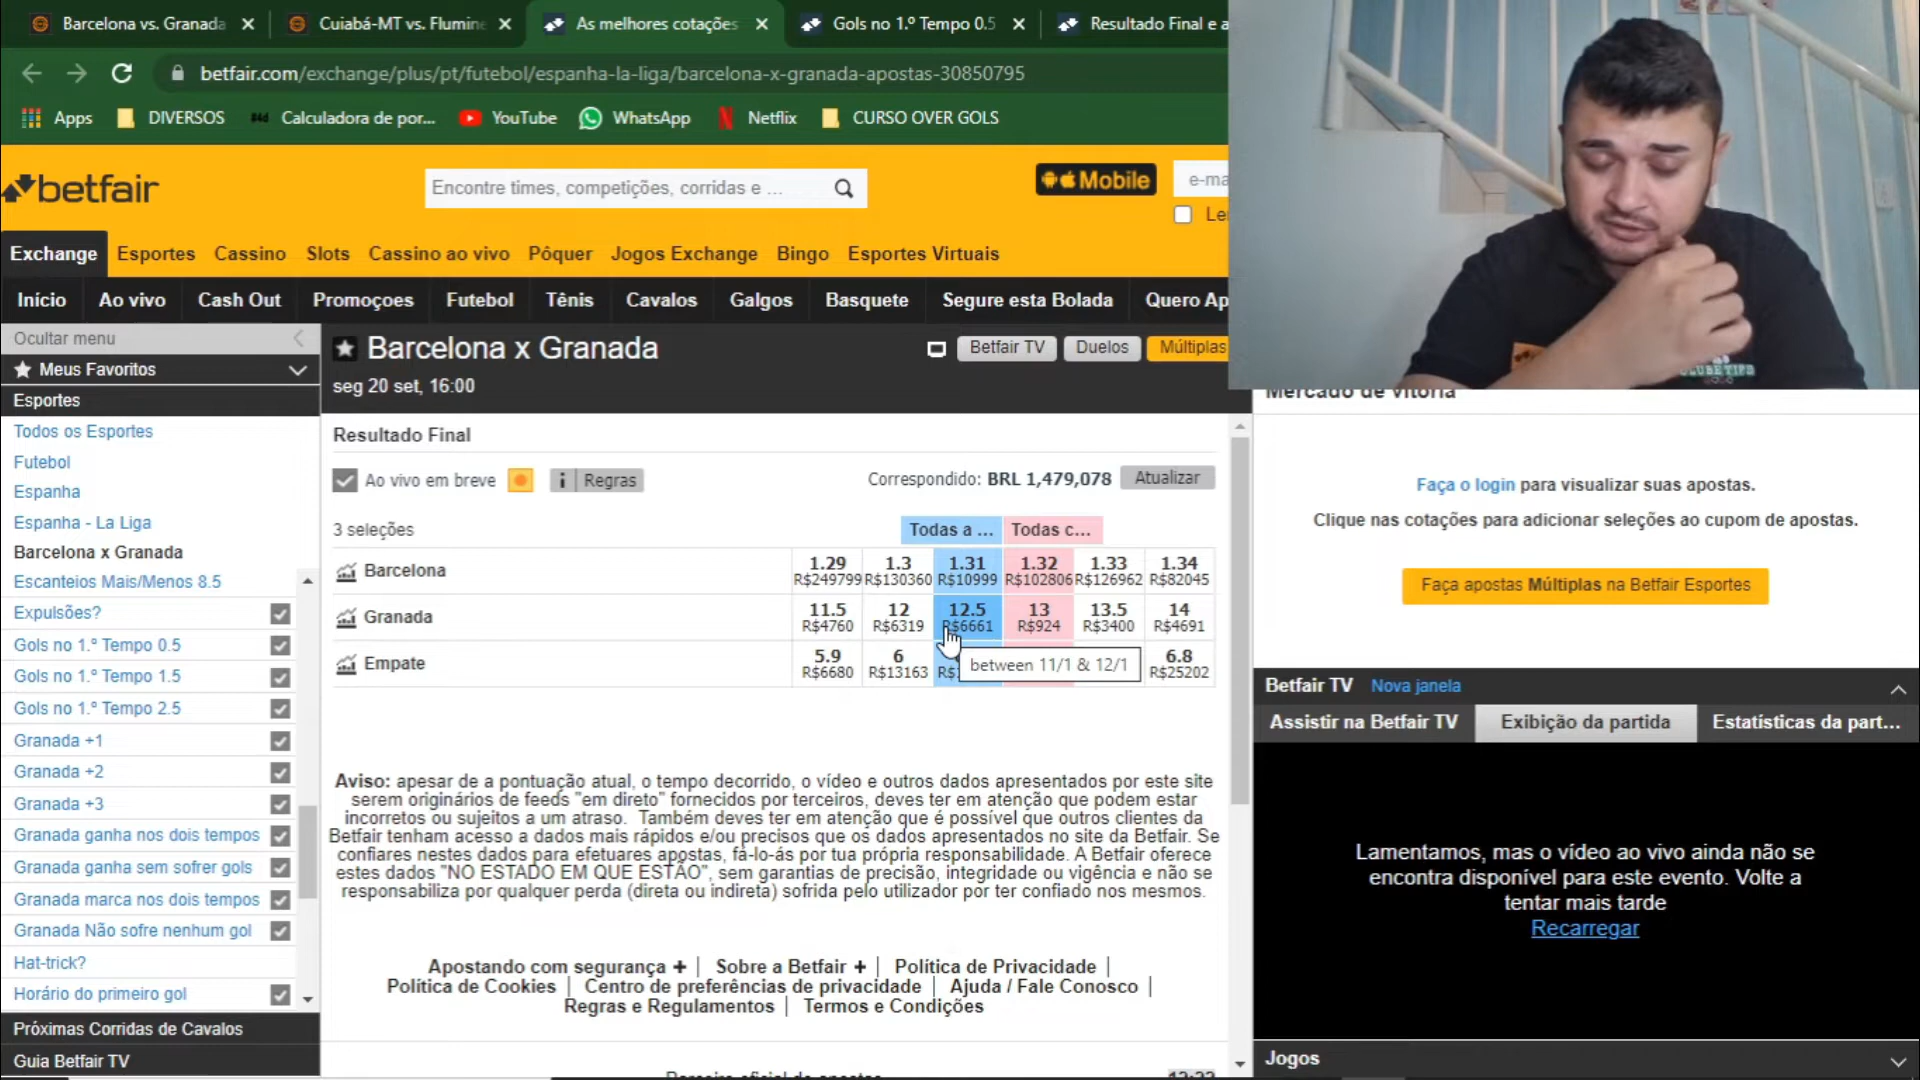 Barcelona vs. Granada
Cuiabá-MT vs. Flumine
As melhores cotações
Gols no 1.º Tempo 0.5
Resultado Final e a
betfair.com/exchange/plus/pt/futebol/espanha-la-liga/barcelona-x-granada-apostas-30850795
Apps
DIVERSOS
Calculadora de por...
YouTube
WhatsApp
Netflix
CURSO OVER GOLS
betfair
Encontre times, competições, corridas e ...
Mobile
e-ma
Le
Exchange
Esportes
Cassino
Slots
Cassino ao vivo
Pôquer
Jogos Exchange
Bingo
Esportes Virtuais
Início
Ao vivo
Cash Out
Promoçoes
Futebol
Tênis
Cavalos
Galgos
Basquete
Segure esta Bolada
Quero Ap
Ocultar menu
Meus Favoritos
Esportes
Todos os Esportes
Futebol
Espanha
Espanha - La Liga
Barcelona x Granada
Escanteios Mais/Menos 8.5
Expulsões?
Gols no 1.º Tempo 0.5
Gols no 1.º Tempo 1.5
Gols no 1.º Tempo 2.5
Granada +1
Granada +2
Granada +3
Granada ganha nos dois tempos
Granada ganha sem sofrer gols
Granada marca nos dois tempos
Granada Não sofre nenhum gol
Hat-trick?
Horário do primeiro gol
Próximas Corridas de Cavalos
Guia Betfair TV
Barcelona x Granada
Betfair TV
Duelos
Múltiplas
seg 20 set, 16:00
Resultado Final
Ao vivo em breve
i Regras
Correspondido: BRL 1,479,078
Atualizar
3 seleções
Todas a ...
Todas c...
Barcelona
1.29 1.3 1.31 1.32 1.33 1.34
R$249799 R$130360 R$10999 R$102806 R$126962 R$82045
Granada
11.5 12 12.5 13 13.5 14
R$4760 R$6319 R$6661 R$924 R$3400 R$4691
Empate
5.9 6 6.8
R$6680 R$13163 R$ R$25202
between 11/1 & 12/1
Aviso: apesar de a pontuação atual, o tempo decorrido, o vídeo e outros dados apresentados por este site
serem originários de feeds "em direto" fornecidos por terceiros, deves ter em atenção que podem estar
incorretos ou sujeitos a um atraso. Também deves ter em atenção que é possível que outros clientes da
Betfair tenham acesso a dados mais rápidos e/ou precisos que os dados apresentados no site da Betfair. Se
confiares nestes dados para efetuares apostas, fá-lo-ás por tua própria responsabilidade. A Betfair oferece
estes dados "NO ESTADO EM QUE ESTÃO", sem garantias de precisão, integridade ou vigência e não se
responsabiliza por qualquer perda (direta ou indireta) sofrida pelo utilizador por ter confiado nos mesmos.
Apostando com segurança + | Sobre a Betfair + | Política de Privacidade |
Política de Cookies | Centro de preferências de privacidade | Ajuda / Fale Conosco |
Regras e Regulamentos | Termos e Condições
Mercado de Vitória
Faça o login para visualizar suas apostas.
Clique nas cotações para adicionar seleções ao cupom de apostas.
Faça apostas Múltiplas na Betfair Esportes
Betfair TV
Nova janela
Assistir na Betfair TV
Exibição da partida
Estatísticas da part...
Lamentamos, mas o vídeo ao vivo ainda não se
encontra disponível para este evento. Volte a
tentar mais tarde
Recarregar
Jogos